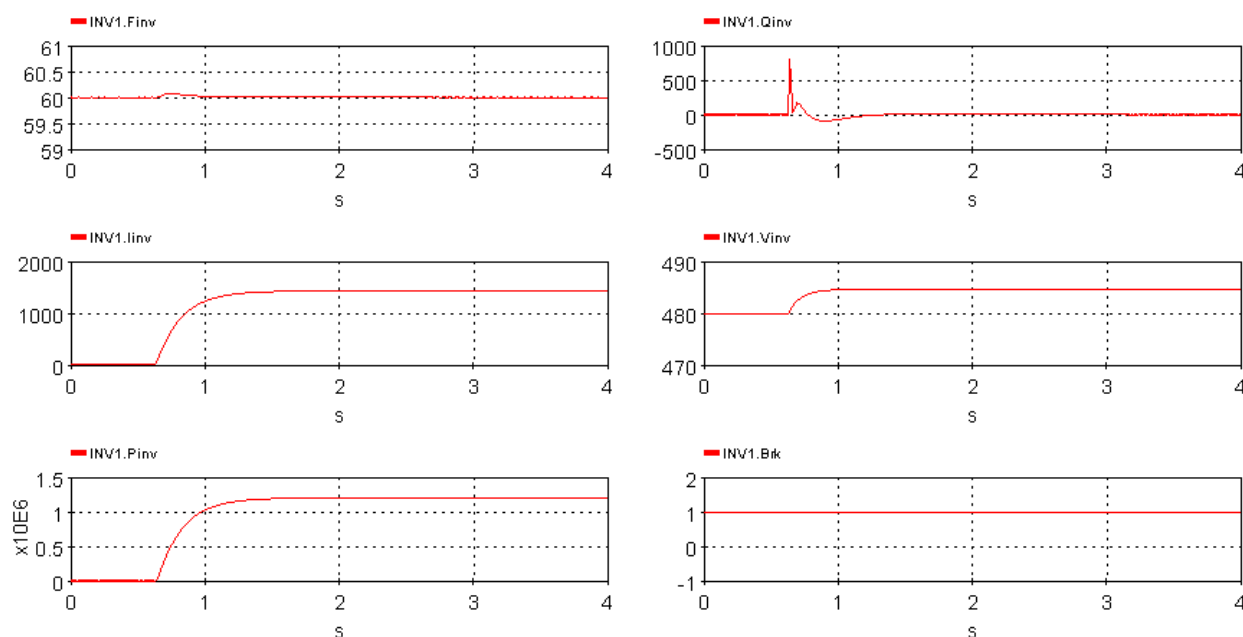 INV1.Finv
61
60.5
60
59.5
59
0 1 2 3 4
s
INV1.Qinv
1000
500
0
-500
0 1 2 3 4
s
INV1.Iinv
2000
1000
0
0 1 2 3 4
s
INV1.Vinv
490
480
470
0 1 2 3 4
s
INV1.Pinv
x10E6
1.5
1
0.5
0
0 1 2 3 4
s
INV1.Brk
2
1
0
-1
0 1 2 3 4
s